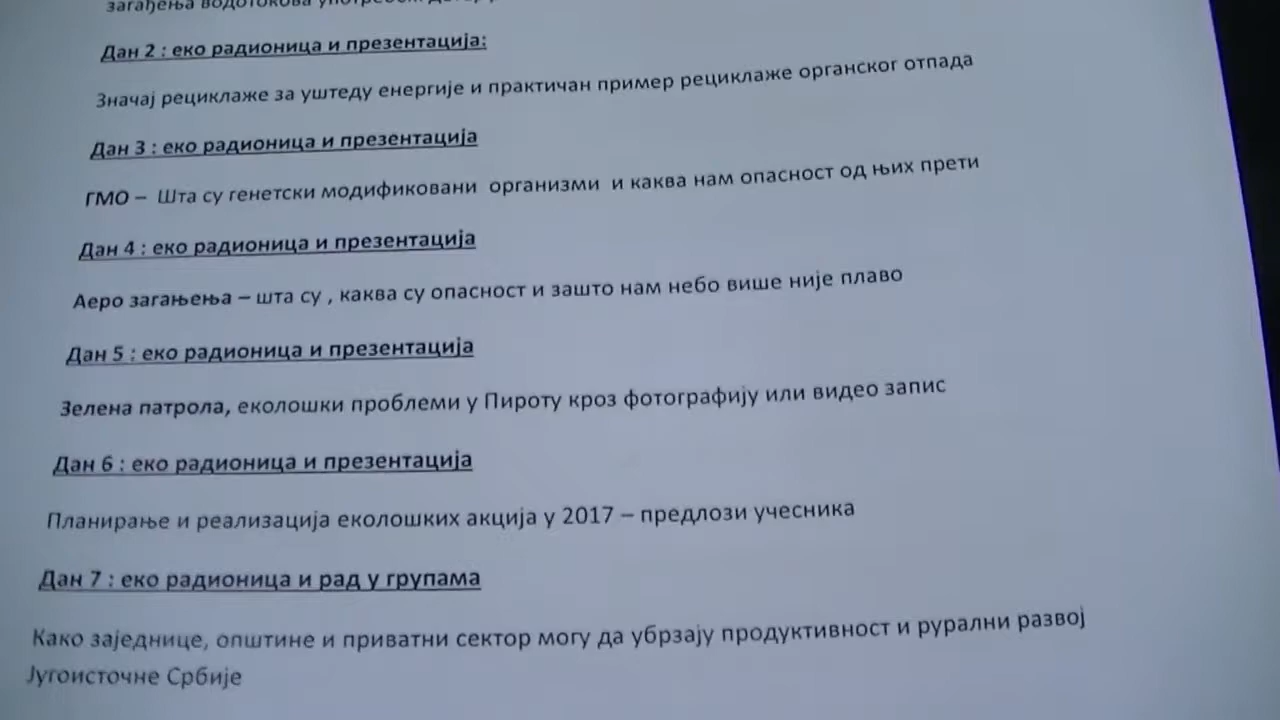 загађења водотокова употребом
Дан 2 : еко радионица и презентација:
Значај рециклаже за уштеду енергије и практичан пример рециклаже органског отпада
Дан 3 : еко радионица и презентација
ГМО – Шта су генетски модификовани организми и каква нам опасност од њих прети
Дан 4 : еко радионица и презентација
Аеро загањења – шта су , каква су опасност и зашто нам небо више није плаво
Дан 5 : еко радионица и презентација
Зелена патрола, еколошки проблеми у Пироту кроз фотографију или видео запис
Дан 6 : еко радионица и презентација
Планирање и реализација еколошких акција у 2017 – предлози учесника
Дан 7 : еко радионица и рад у групама
Како заједнице, општине и приватни сектор могу да убрзају продуктивност и рурални развој
Југоисточне Србије